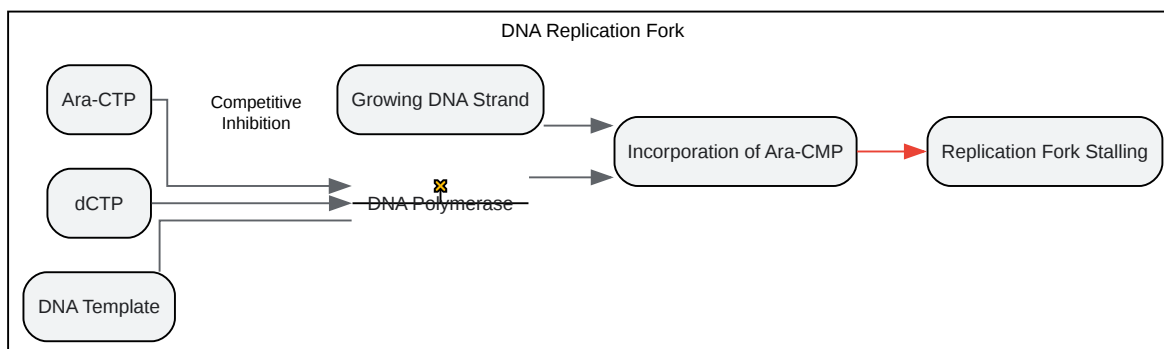 DNA Replication Fork
Ara-CTP
Competitive
Inhibition
Growing DNA Strand
Incorporation of Ara-CMP
Replication Fork Stalling
dCTP
DNA Polymerase
DNA Template